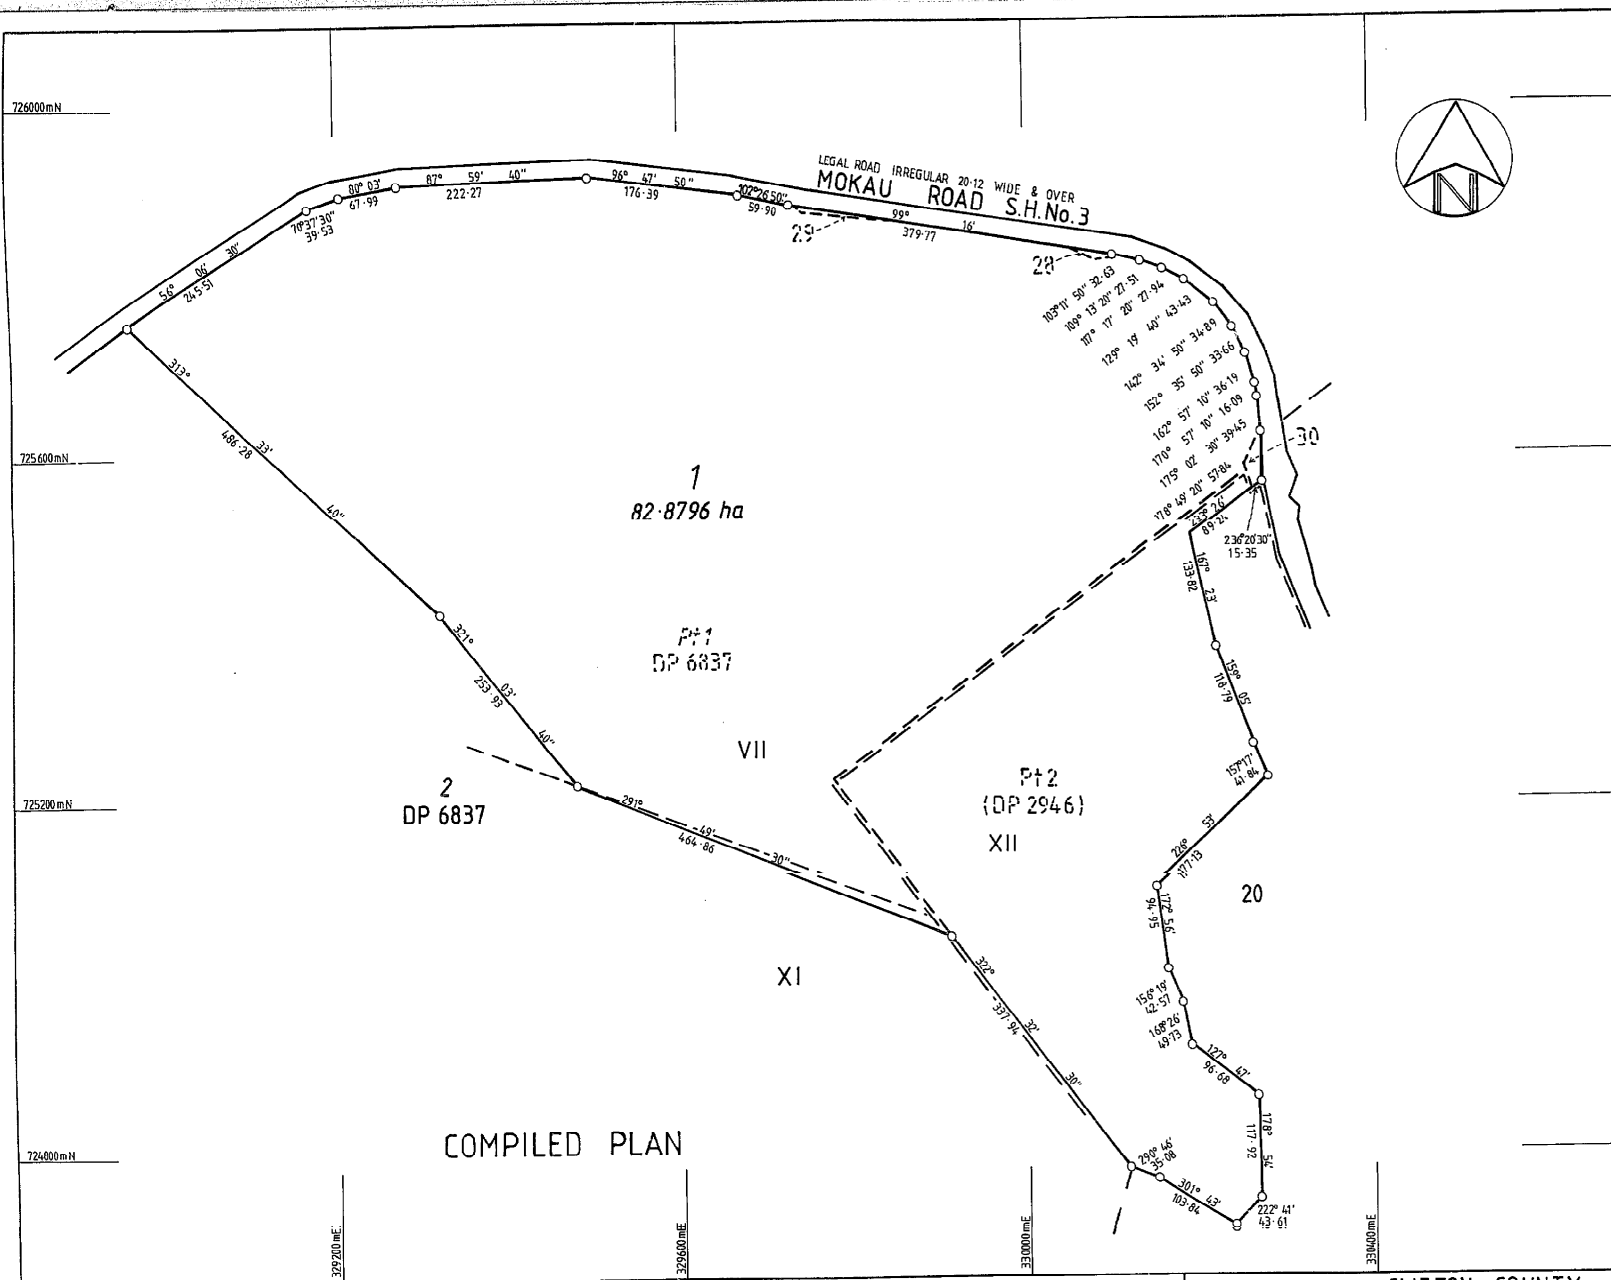 726000mN
LEGAL ROAD IRREGULAR 20·12 WIDE & OVER
MOKAU ROAD S.H.No.3
N
56° 06' 30"
245·51
70°37'30"
39·53
80° 03'
67·99
87° 59' 40"
222·27
96° 47' 50"
176·39
102°26'50"
59·90
29
99° 16'
379·77
28
103°11' 50" 32·63
109° 13' 20" 27·51
117° 17' 20" 27·94
129° 19' 40" 43·43
142° 34' 50" 34·89
152° 35' 50" 33·66
162° 57' 10" 36·19
170° 57' 10" 16·09
175° 02' 30" 39·45
178° 49' 20" 57·84
30
313° 33' 40"
486·28
725600mN
1
82·8796 ha
233° 26'
89·24
236°20'30"
15·35
167° 23'
133·82
321° 03' 40"
253·93
Pt 1
DP 6837
159° 05'
118·79
VII
157°17'
41·84
2
DP 6837
Pt 2
(DP 2946)
XII
725200mN
291° 49' 30"
464·86
226° 53'
177·13
20
172° 56'
94·95
XI
322° 32' 30"
337·94
156° 19'
42·57
168° 26'
49·73
127° 47'
96·68
COMPILED PLAN
178° 54'
117·92
724000mN
290° 46'
35·08
301° 43'
103·84
222° 41'
43·61
329200mE
329600mE
330000mE
330400mE
COUNTY